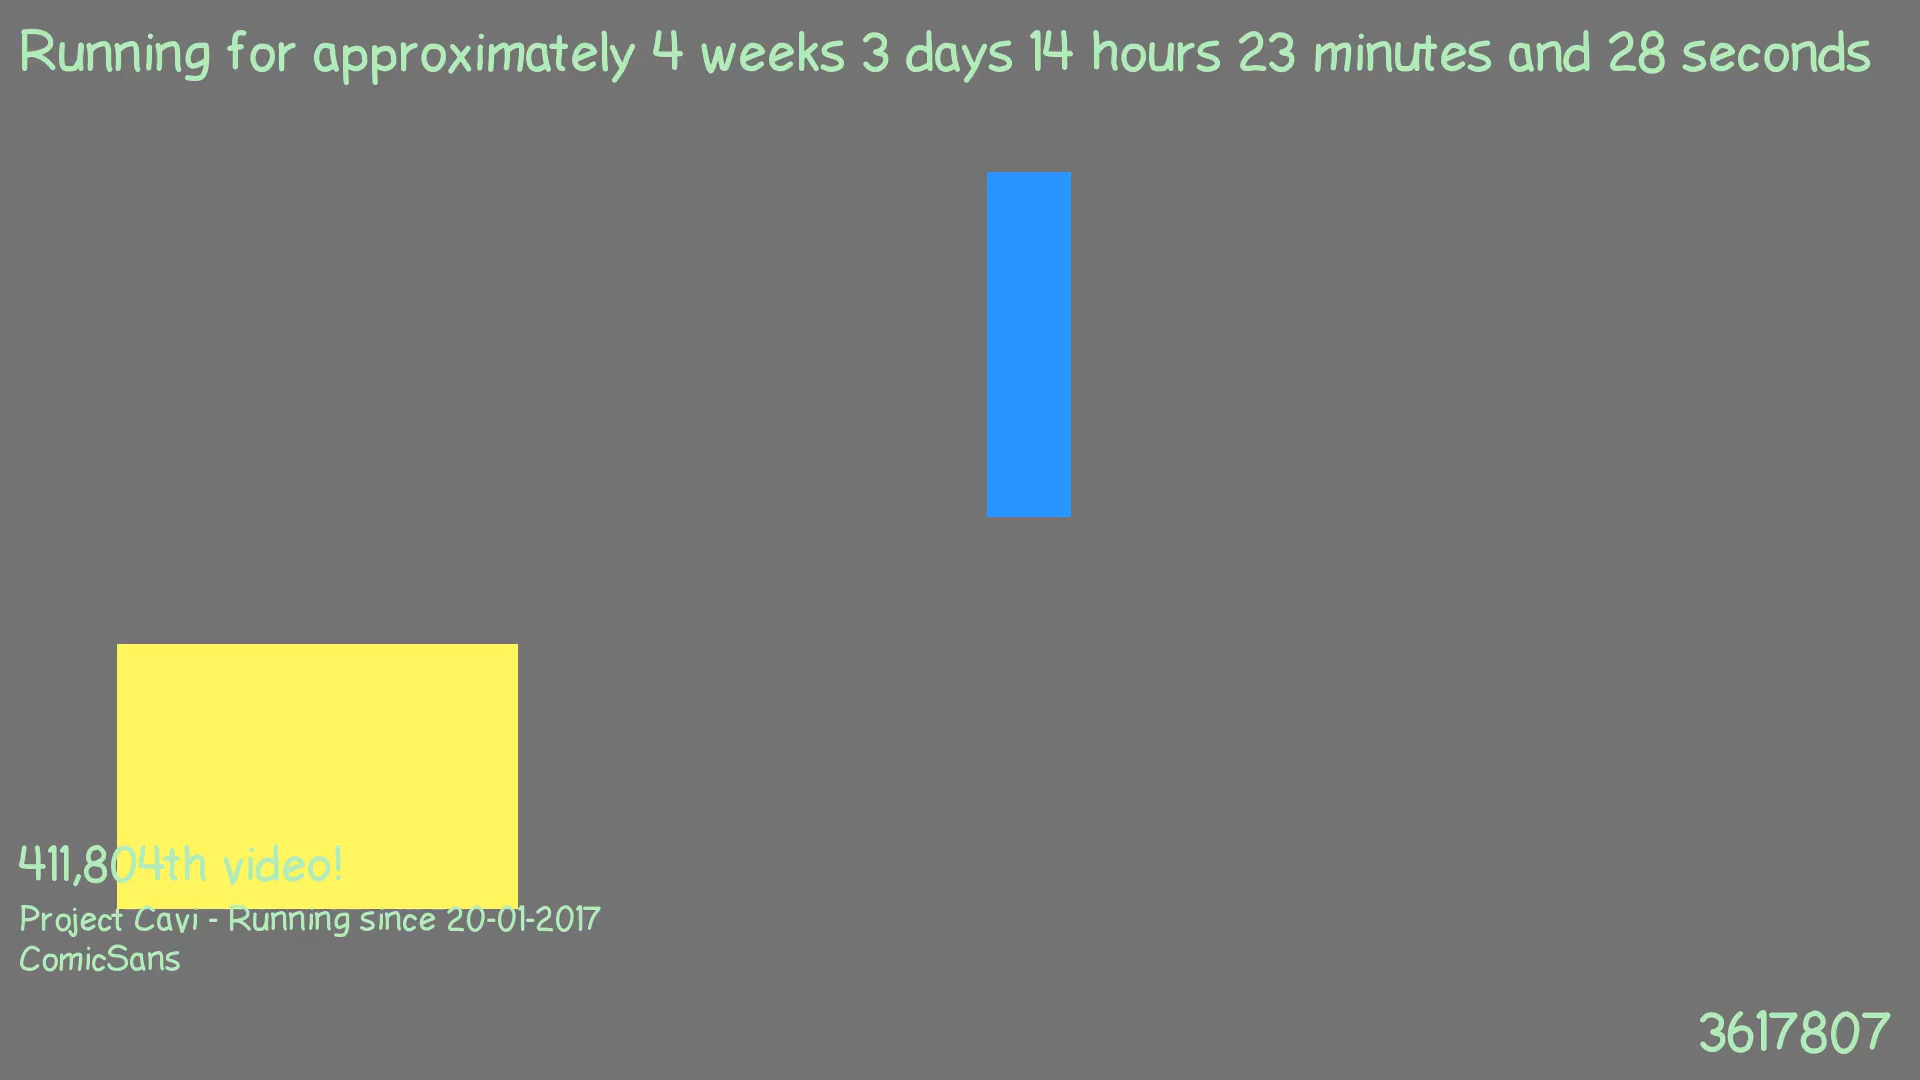 Running for approximately 4 weeks 3 days 14 hours 23 minutes and 28 seconds
411,804th video!
Project Cavi - Running since 20-01-2017
ComicSans
3617807